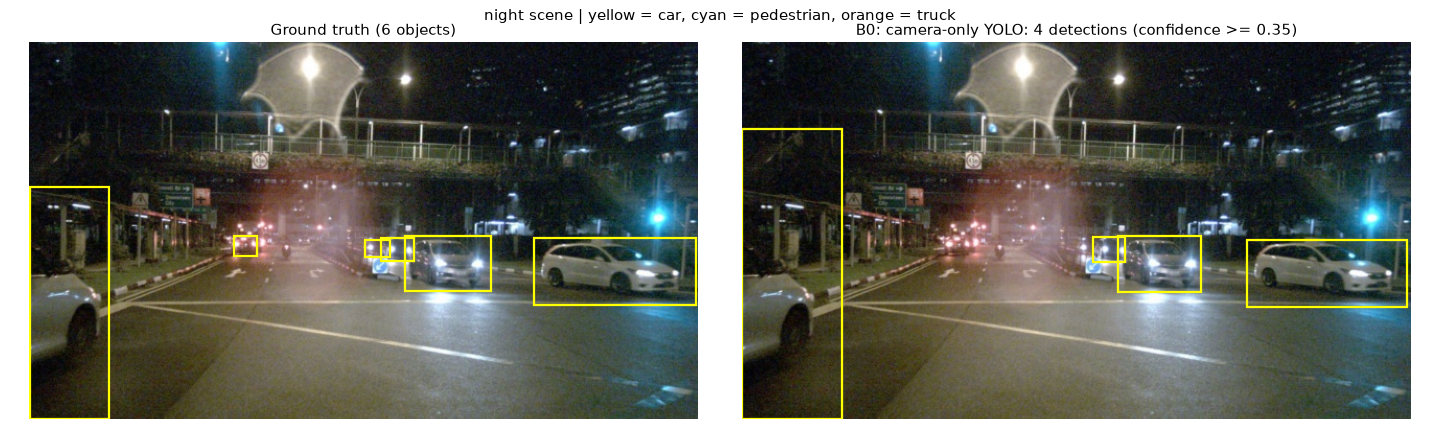 night scene | yellow = car, cyan = pedestrian, orange = truck
Ground truth (6 objects)
B0: camera-only YOLO: 4 detections (confidence >= 0.35)